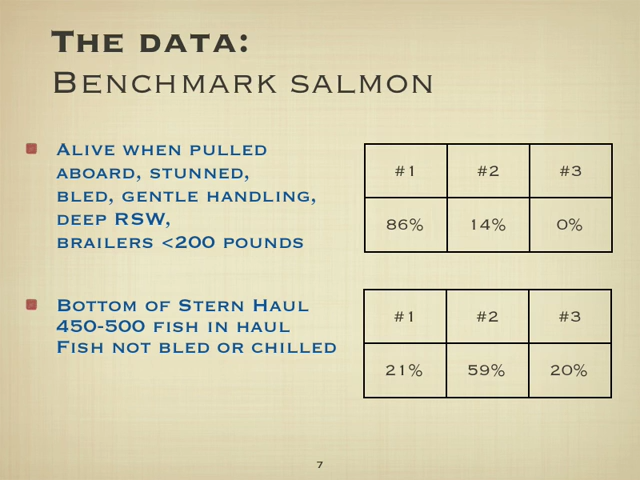 The data:
Benchmark salmon
Alive when pulled
aboard, stunned,
bled, gentle handling,
deep RSW,
brailers <200 pounds
#1 #2 #3
86% 14% 0%
Bottom of Stern Haul
450-500 fish in haul
Fish not bled or chilled
#1 #2 #3
21% 59% 20%
7